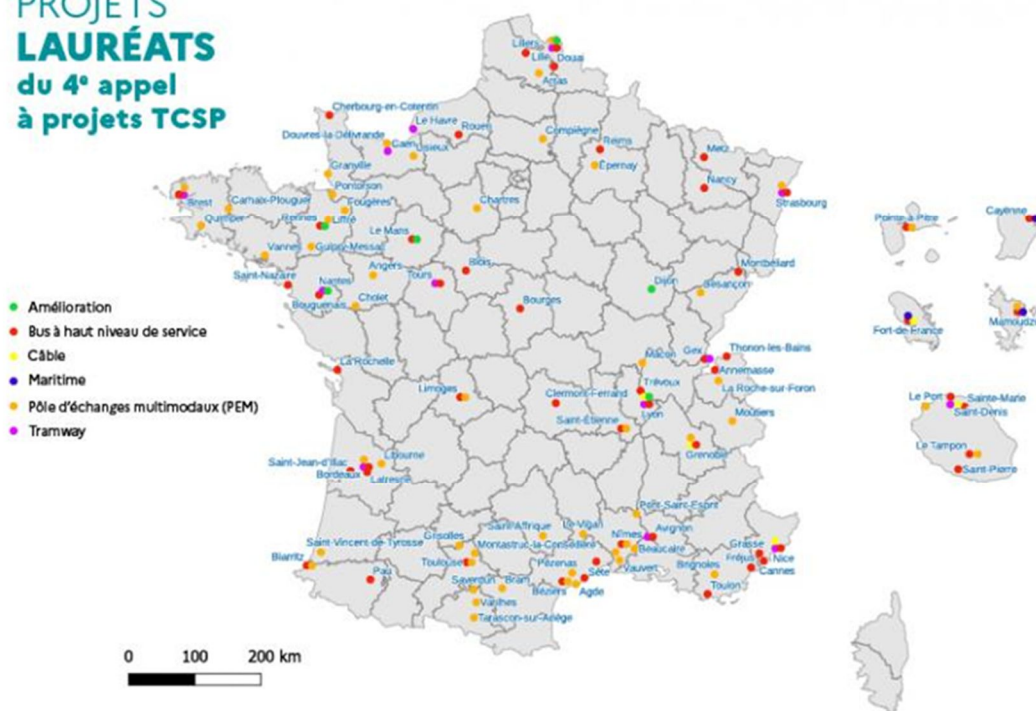 PROJETS
LAURÉATS
du 4e appel
à projets TCSP
Amélioration
Bus à haut niveau de service
Câble
Maritime
Pôle d'échanges multimodaux (PEM)
Tramway
0 100 200 km
Lillers
Lille
Douai
Arras
Cherbourg-en-Cotentin
Le Havre
Rouen
Douvres-la-Délivrande
Caen
Lisieux
Compiègne
Reims
Épernay
Metz
Nancy
Strasbourg
Granville
Pontorson
Brest
Carhaix-Plouguer
Fougères
Quimper
Rennes
Liffré
Chartres
Le Mans
Vannes
Guipry-Messac
Saint-Nazaire
Nantes
Angers
Tours
Blois
Bouguenais
Cholet
Bourges
Dijon
Montbéliard
Besançon
La Rochelle
Mâcon
Gex
Thonon-les-Bains
Annemasse
La Roche-sur-Foron
Limoges
Clermont-Ferrand
Trévoux
Lyon
Saint-Étienne
Moûtiers
Grenoble
Saint-Jean-d'Illac
Libourne
Bordeaux
Latresne
Pont-Saint-Esprit
Saint-Affrique
Le-Vigan
Nîmes
Avignon
Grisolles
Saint-Vincent-de-Tyrosse
Montastruc-la-Conseillère
Beaucaire
Grasse
Biarritz
Toulouse
Pézenas
Vauvert
Brignoles
Fréjus
Nice
Cannes
Pau
Saverdun
Bram
Sète
Béziers
Agde
Toulon
Varilhes
Tarascon-sur-Ariège
Pointe-à-Pitre
Cayenne
Fort-de-France
Mamoudzou
Le Port
Sainte-Marie
Saint-Denis
Le Tampon
Saint-Pierre